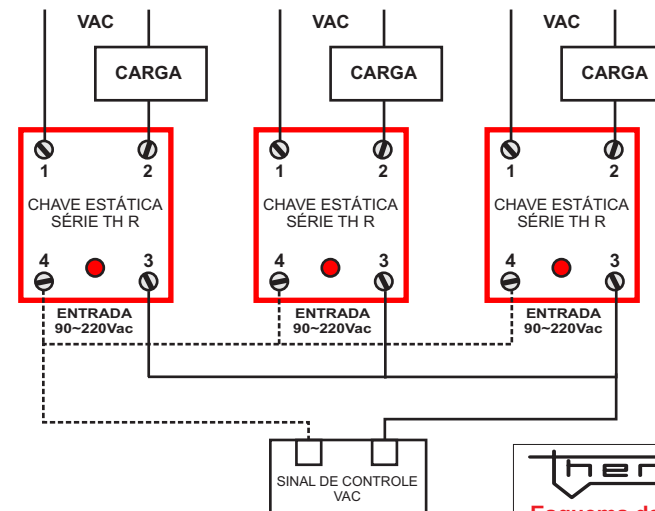 VAC
VAC
VAC
CARGA
CARGA
CARGA
1 2
1 2
1 2
CHAVE ESTÁTICA
SÉRIE TH R
CHAVE ESTÁTICA
SÉRIE TH R
CHAVE ESTÁTICA
SÉRIE TH R
4 3
4 3
4 3
ENTRADA
90~220Vac
ENTRADA
90~220Vac
ENTRADA
90~220Vac
SINAL DE CONTROLE
VAC